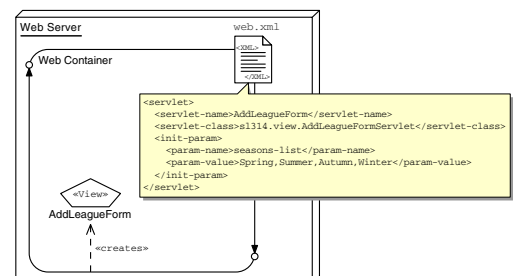 Web Server
web.xml
<XML>
</XML>
Web Container
<servlet>
<servlet-name>AddLeagueForm</servlet-name>
<servlet-class>sl314.view.AddLeagueFormServlet</servlet-class>
<init-param>
<param-name>seasons-list</param-name>
<param-value>Spring,Summer,Autumn,Winter</param-value>
</init-param>
</servlet>
«View»
AddLeagueForm
«creates»